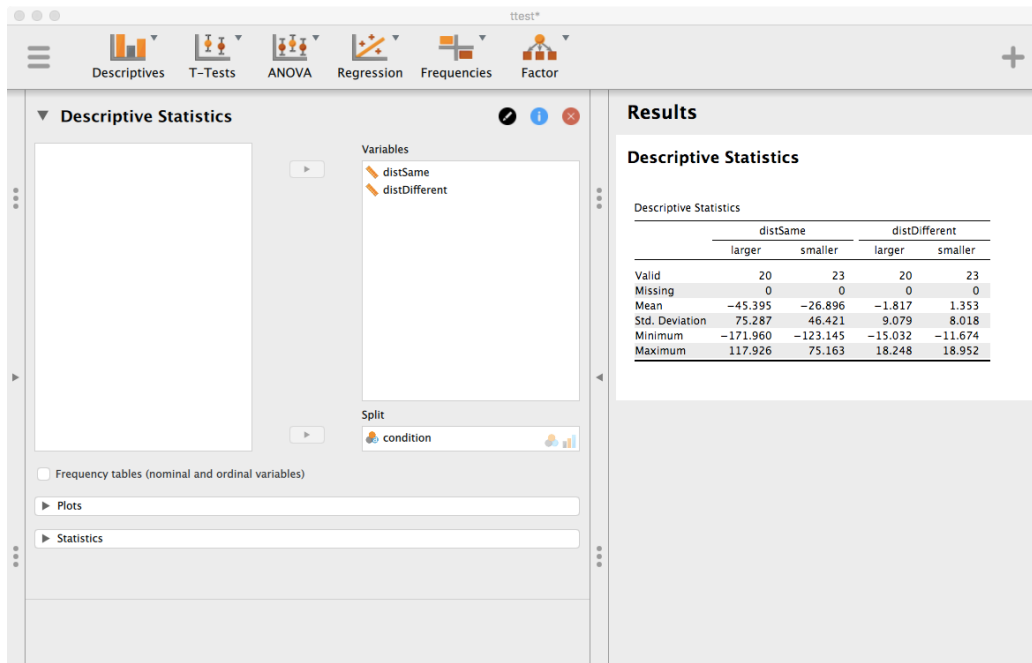 ttest*
Descriptives T-Tests ANOVA Regression Frequencies Factor
Descriptive Statistics
Variables
distSame
distDifferent
Split
condition
Frequency tables (nominal and ordinal variables)
Plots
Statistics
Results
Descriptive Statistics
Descriptive Statistics
distSame distDifferent
larger smaller larger smaller
Valid 20 23 20 23
Missing 0 0 0 0
Mean −45.395 −26.896 −1.817 1.353
Std. Deviation 75.287 46.421 9.079 8.018
Minimum −171.960 −123.145 −15.032 −11.674
Maximum 117.926 75.163 18.248 18.952